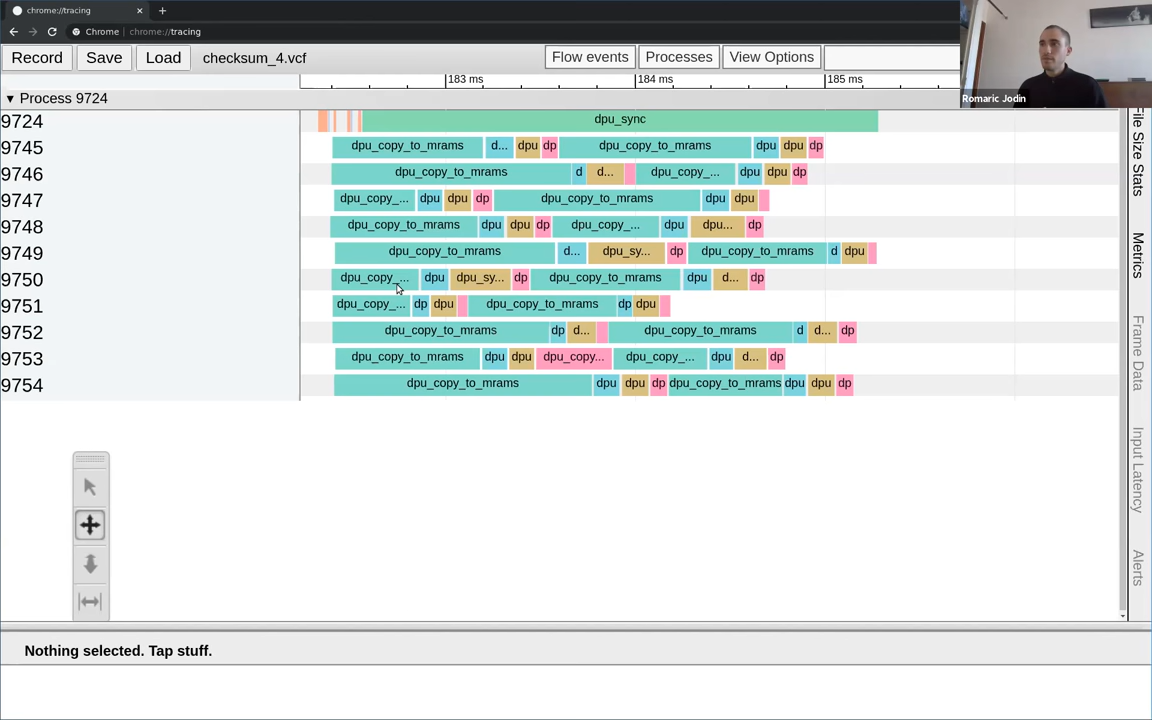 chrome://tracing
Chrome chrome://tracing
Record Save Load checksum_4.vcf Flow events Processes View Options
183 ms 184 ms 185 ms
Romaric Jodin
▼ Process 9724
9724 dpu_sync
9745 dpu_copy_to_mrams d... dpu dp dpu_copy_to_mrams dpu dpu dp
9746 dpu_copy_to_mrams d d... dpu_copy_... dpu dpu dp
9747 dpu_copy_... dpu dpu dp dpu_copy_to_mrams dpu dpu
9748 dpu_copy_to_mrams dpu dpu dp dpu_copy_... dpu dpu... dp
9749 dpu_copy_to_mrams d... dpu_sy... dp dpu_copy_to_mrams d dpu
9750 dpu_copy_... dpu dpu_sy... dp dpu_copy_to_mrams dpu d... dp
9751 dpu_copy_... dp dpu dpu_copy_to_mrams dp dpu
9752 dpu_copy_to_mrams dp d... dpu_copy_to_mrams d d... dp
9753 dpu_copy_to_mrams dpu dpu dpu_copy... dpu_copy_... dpu d... dp
9754 dpu_copy_to_mrams dpu dpu dp dpu_copy_to_mrams dpu dpu dp
File Size Stats
Metrics
Frame Data
Input Latency
Alerts
Nothing selected. Tap stuff.